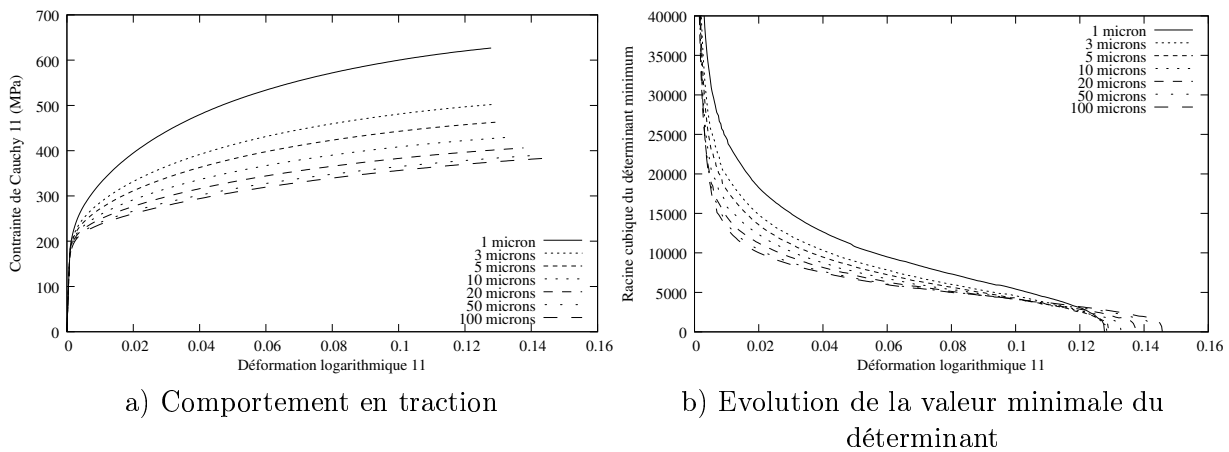 700
600
500
400
300
200
100
0
Contrainte de Cauchy 11 (MPa)
1 micron
3 microns
5 microns
10 microns
20 microns
50 microns
100 microns
0 0.02 0.04 0.06 0.08 0.1 0.12 0.14 0.16
Déformation logarithmique 11
a) Comportement en traction
40000
35000
30000
25000
20000
15000
10000
5000
0
Racine cubique du déterminant minimum
1 micron
3 microns
5 microns
10 microns
20 microns
50 microns
100 microns
0 0.02 0.04 0.06 0.08 0.1 0.12 0.14 0.16
Déformation logarithmique 11
b) Evolution de la valeur minimale du
déterminant